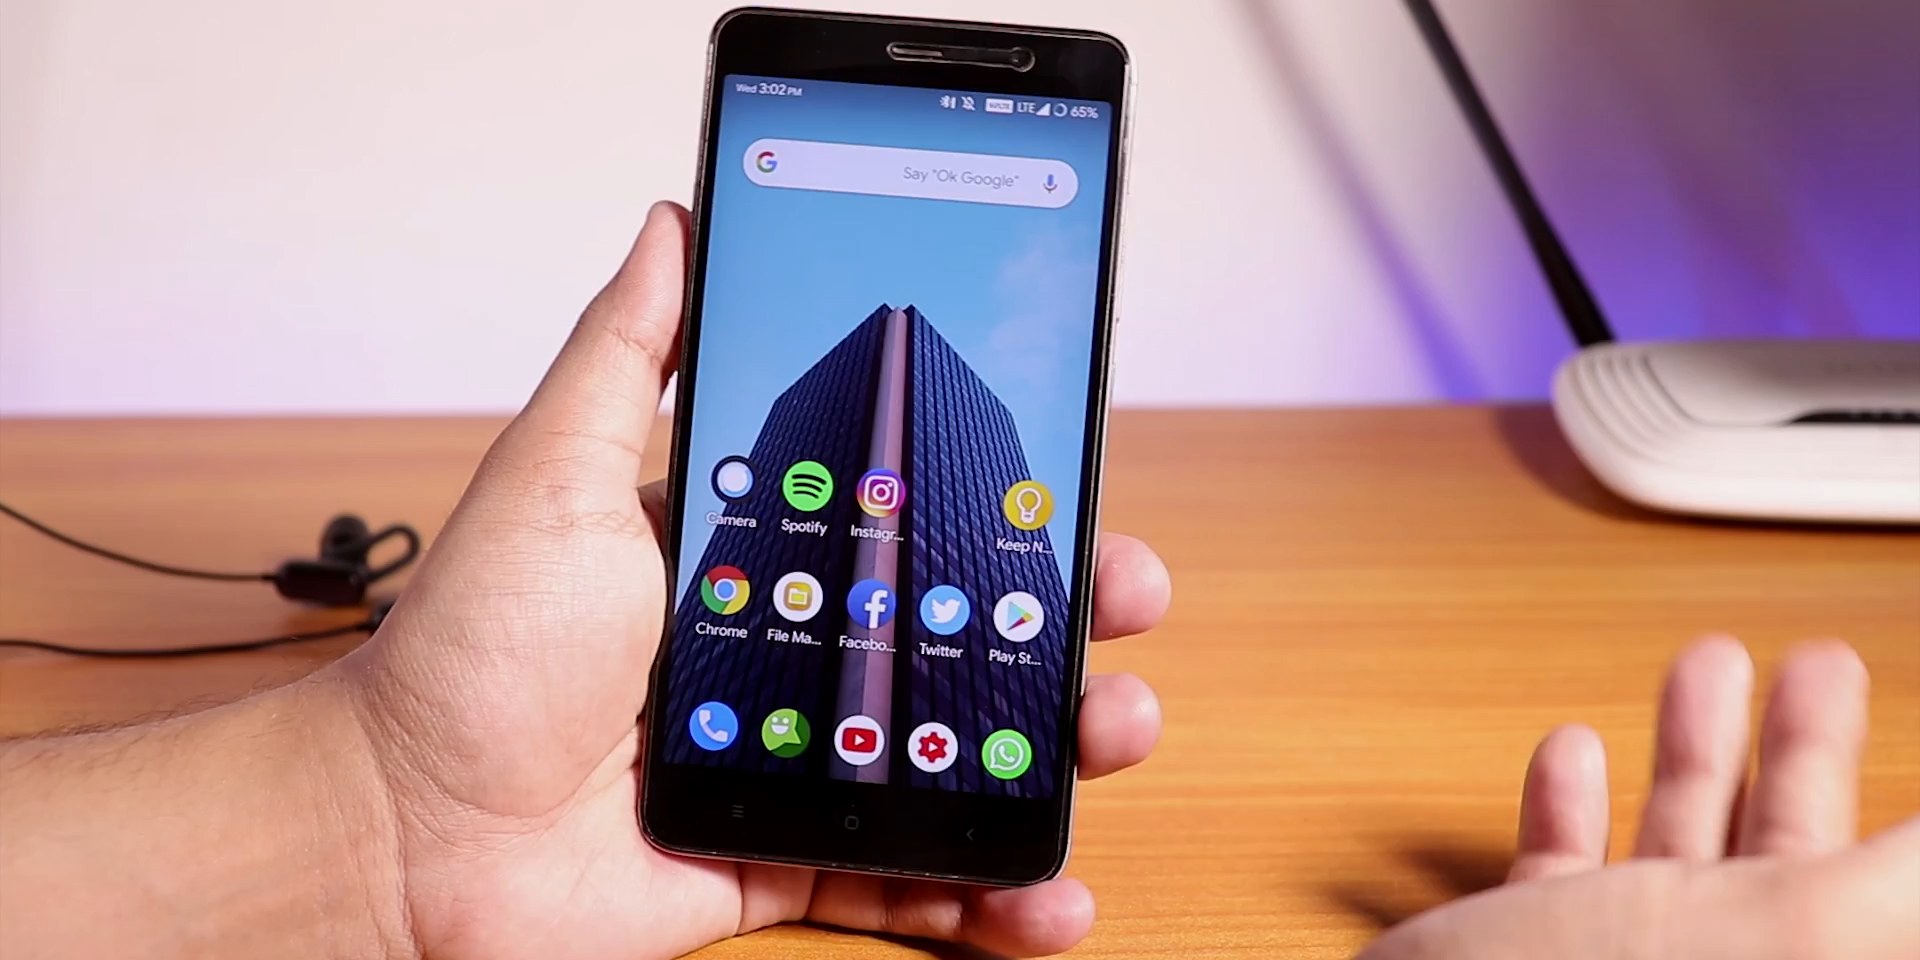 Wed 3:02 PM
VoLTE LTE 65%
G Say "Ok Google"
Camera Spotify Instagr... Keep N...
Chrome File Ma... Facebo... Twitter Play St...